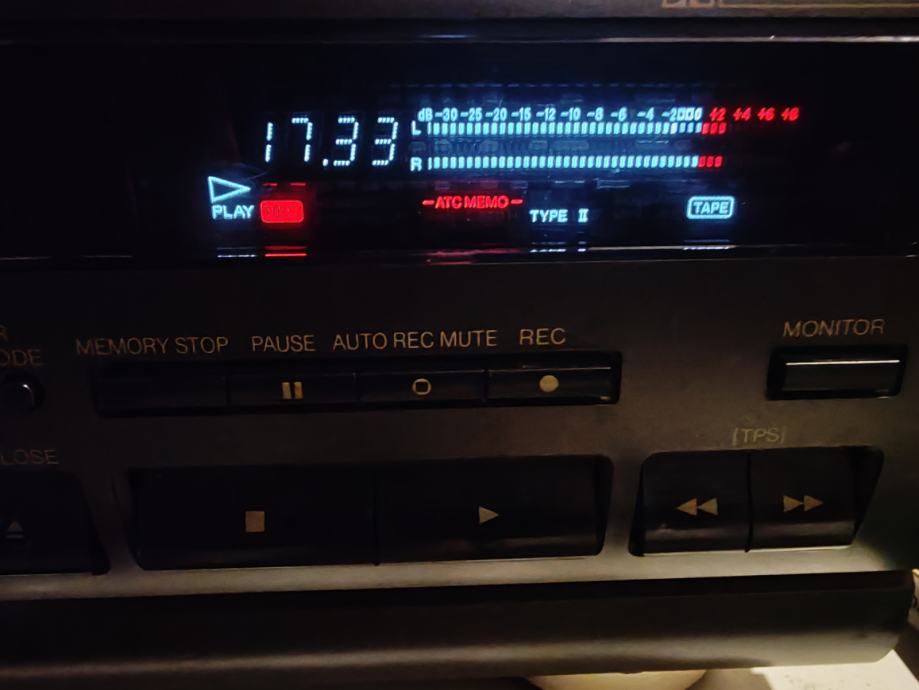 17.33
dB -30 -25 -20 -15 -12 -10 -8 -6 -4 -2 0 +2 +4 +6 +8
L
R
PLAY
ATC MEMO
TYPE II
TAPE
MEMORY STOP PAUSE AUTO REC MUTE REC
MONITOR
(TPS)